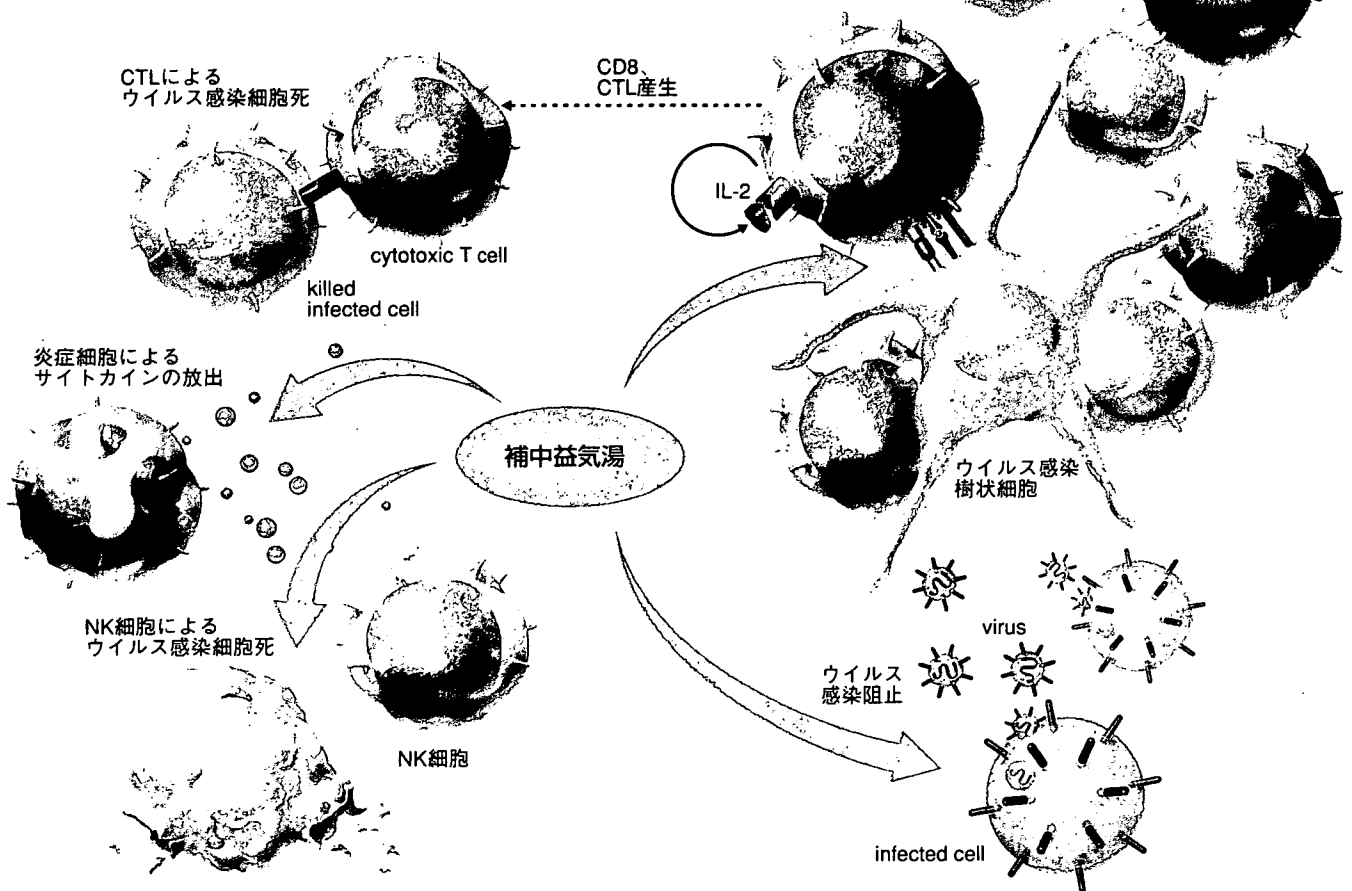 CTLによる
ウイルス感染細胞死
CD8、
CTL産生
IL-2
cytotoxic T cell
killed
infected cell
炎症細胞による
サイトカインの放出
補中益気湯
ウイルス感染
樹状細胞
NK細胞による
ウイルス感染細胞死
NK細胞
virus
ウイルス
感染阻止
infected cell